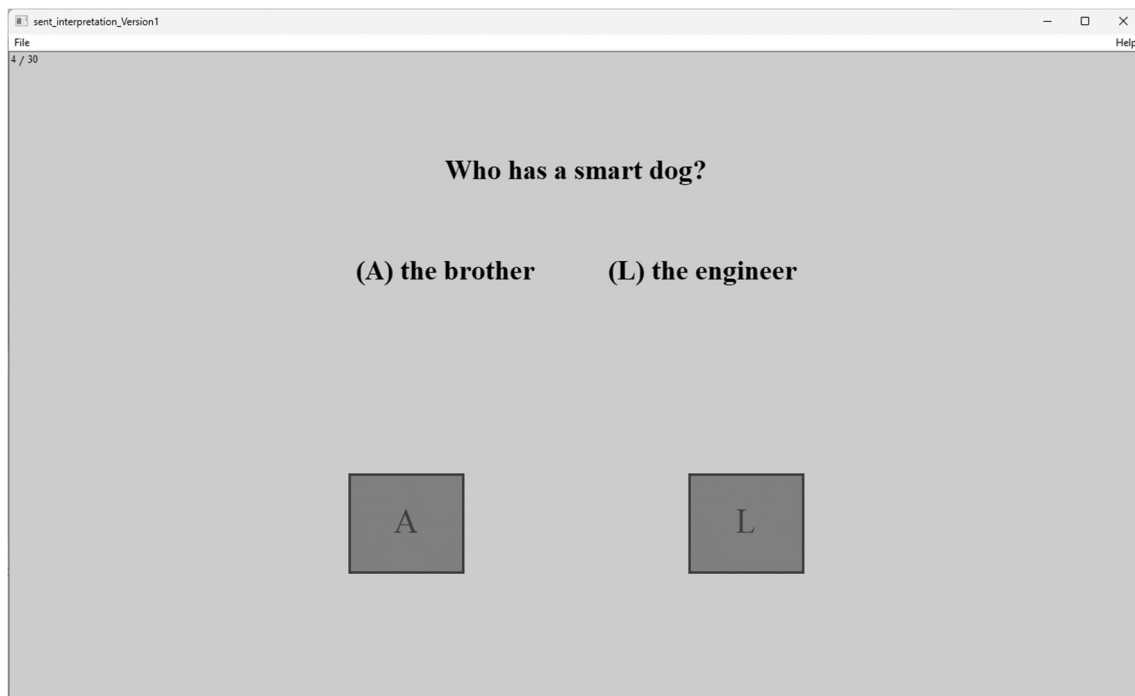 sent_interpretation_Version1
File Help
4 / 30
Who has a smart dog?
(A) the brother (L) the engineer
A L